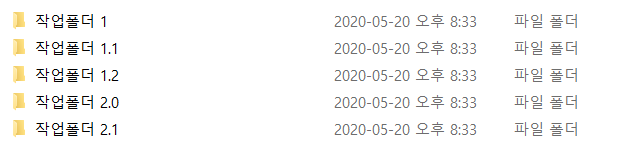 작업폴더 1 2020-05-20 오후 8:33 파일 폴더
작업폴더 1.1 2020-05-20 오후 8:33 파일 폴더
작업폴더 1.2 2020-05-20 오후 8:33 파일 폴더
작업폴더 2.0 2020-05-20 오후 8:33 파일 폴더
작업폴더 2.1 2020-05-20 오후 8:33 파일 폴더